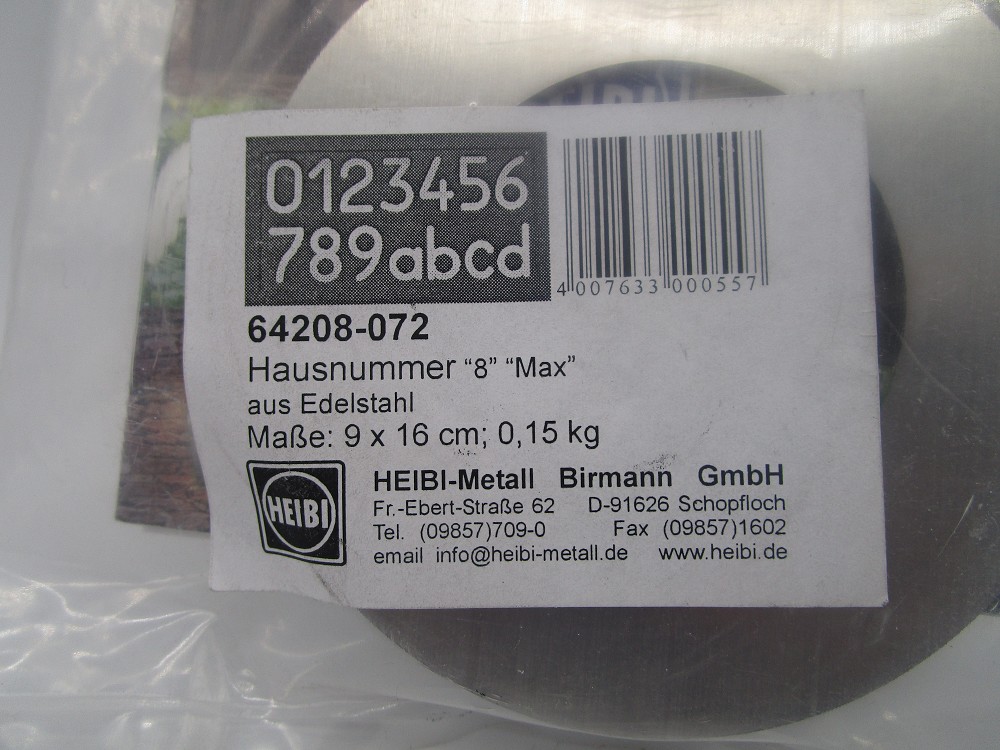 0123456
789abcd
4 007633 000557
64208-072
Hausnummer “8” “Max”
aus Edelstahl
Maße: 9 x 16 cm; 0,15 kg
HEIBI
HEIBI-Metall Birmann GmbH
Fr.-Ebert-Straße 62 D-91626 Schopfloch
Tel. (09857)709-0 Fax (09857)1602
email info@heibi-metall.de www.heibi.de